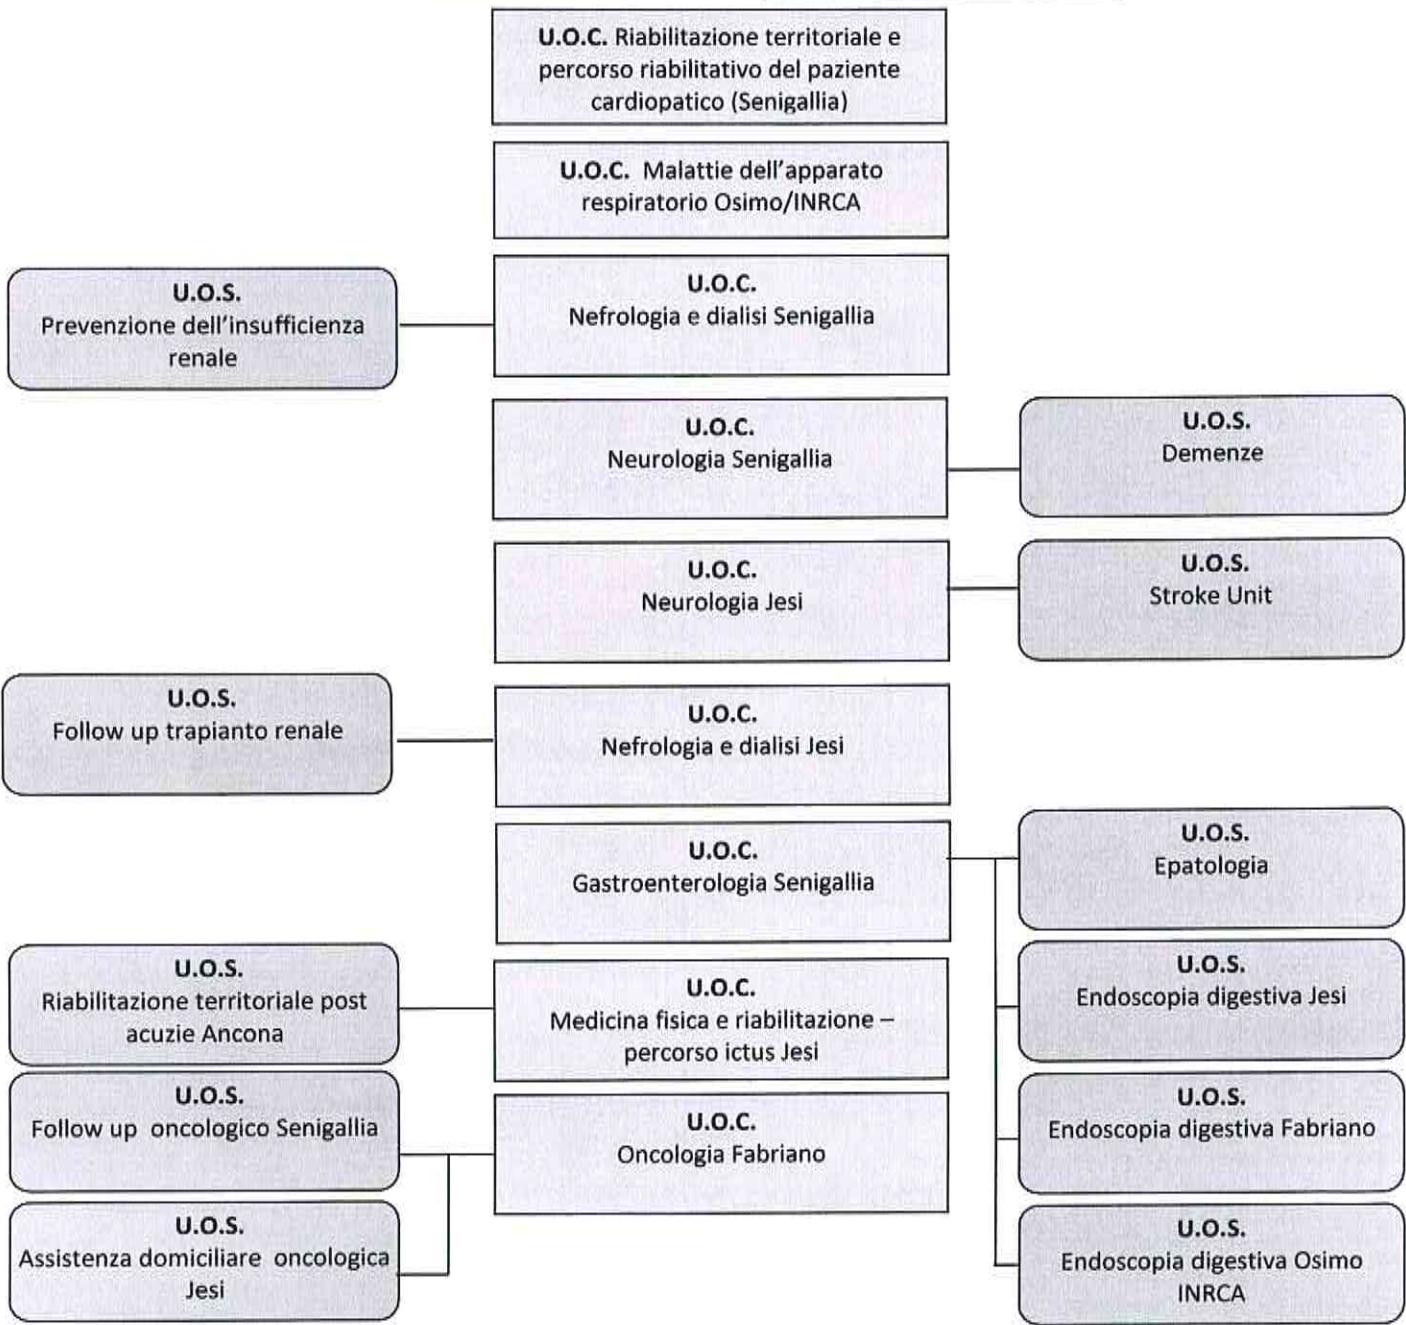 U.O.C. Riabilitazione territoriale e
percorso riabilitativo del paziente
cardiopatico (Senigallia)
U.O.C. Malattie dell'apparato
respiratorio Osimo/INRCA
U.O.S.
Prevenzione dell'insufficienza
renale
U.O.C.
Nefrologia e dialisi Senigallia
U.O.C.
Neurologia Senigallia
U.O.S.
Demenze
U.O.C.
Neurologia Jesi
U.O.S.
Stroke Unit
U.O.S.
Follow up trapianto renale
U.O.C.
Nefrologia e dialisi Jesi
U.O.C.
Gastroenterologia Senigallia
U.O.S.
Epatologia
U.O.S.
Riabilitazione territoriale post
acuzie Ancona
U.O.C.
Medicina fisica e riabilitazione –
percorso ictus Jesi
U.O.S.
Endoscopia digestiva Jesi
U.O.S.
Follow up oncologico Senigallia
U.O.C.
Oncologia Fabriano
U.O.S.
Endoscopia digestiva Fabriano
U.O.S.
Assistenza domiciliare oncologica
Jesi
U.O.S.
Endoscopia digestiva Osimo
INRCA